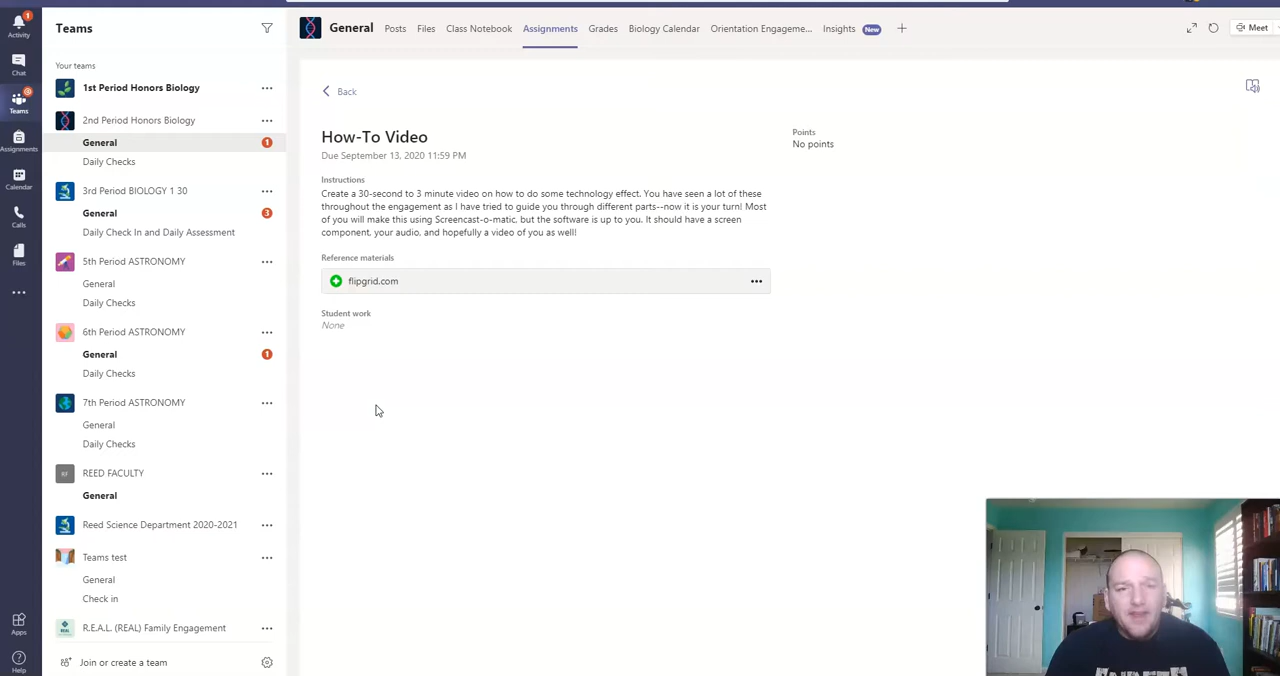 Activity
Chat
Teams
Assignments
Calendar
Calls
Files
Apps
Help
Teams
Your teams
1st Period Honors Biology
2nd Period Honors Biology
General
1
Daily Checks
3rd Period BIOLOGY 1 30
General
3
Daily Check In and Daily Assessment
5th Period ASTRONOMY
General
Daily Checks
6th Period ASTRONOMY
General
1
Daily Checks
7th Period ASTRONOMY
General
Daily Checks
REED FACULTY
General
Reed Science Department 2020-2021
Teams test
General
Check in
R.E.A.L. (REAL) Family Engagement
Join or create a team
General Posts Files Class Notebook Assignments Grades Biology Calendar Orientation Engageme... Insights New
Meet
Back
How-To Video
Due September 13, 2020 11:59 PM
Points
No points
Instructions
Create a 30-second to 3 minute video on how to do some technology effect. You have seen a lot of these
throughout the engagement as I have tried to guide you through different parts--now it is your turn! Most
of you will make this using Screencast-o-matic, but the software is up to you. It should have a screen
component, your audio, and hopefully a video of you as well!
Reference materials
flipgrid.com
Student work
None